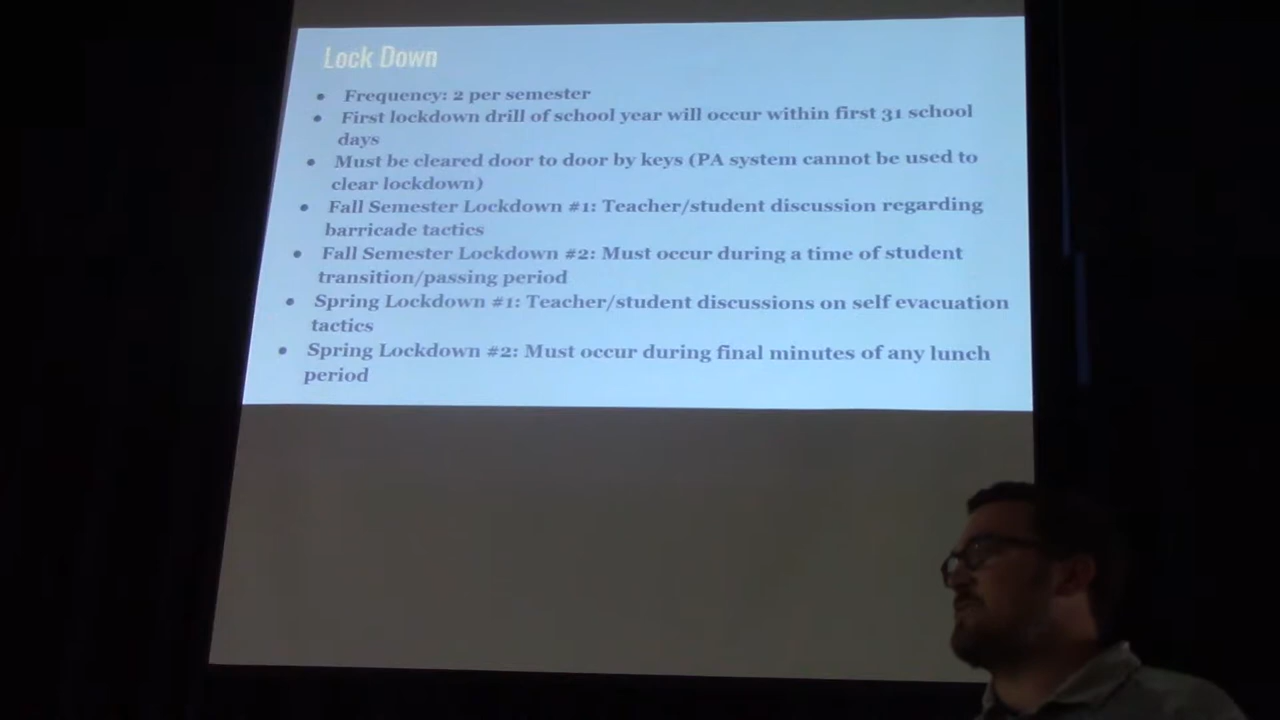 Lock Down
Frequency: 2 per semester
First lockdown drill of school year will occur within first 31 school
days
Must be cleared door to door by keys (PA system cannot be used to
clear lockdown)
Fall Semester Lockdown #1: Teacher/student discussion regarding
barricade tactics
Fall Semester Lockdown #2: Must occur during a time of student
transition/passing period
Spring Lockdown #1: Teacher/student discussions on self evacuation
tactics
Spring Lockdown #2: Must occur during final minutes of any lunch
period